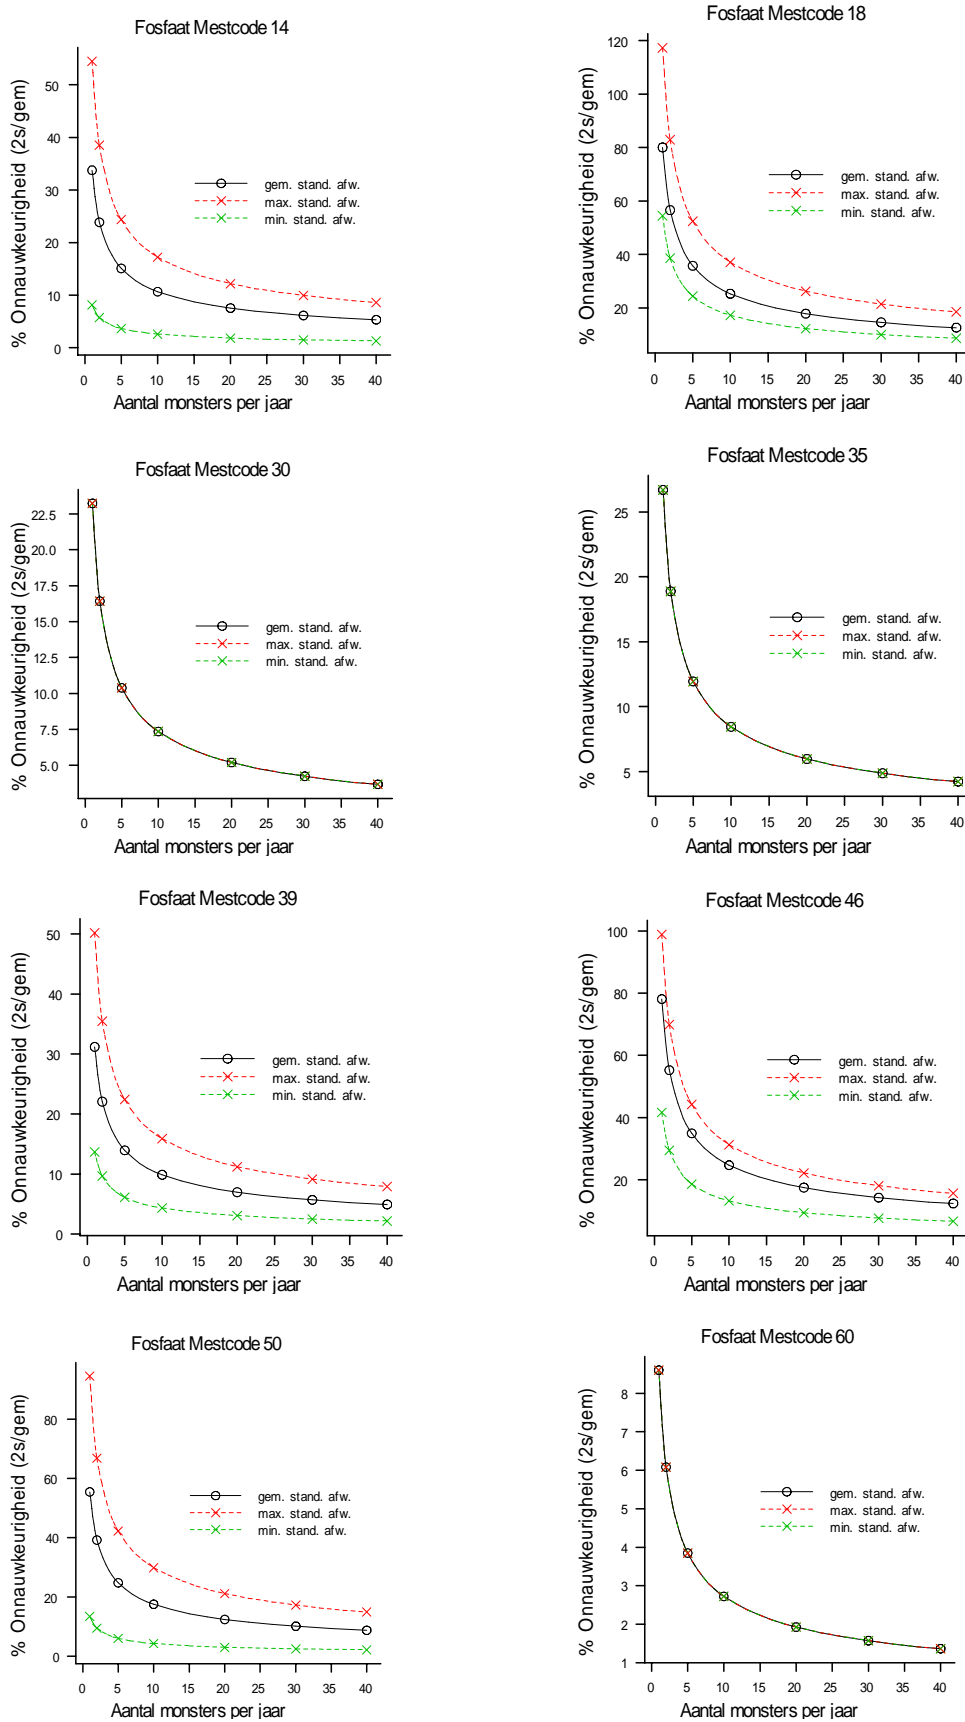 Fosfaat Mestcode 14
% Onnauwkeurigheid (2s/gem)
50
40
30
20
10
0
gem. stand. afw.
max. stand. afw.
min. stand. afw.
0 5 10 15 20 25 30 35 40
Aantal monsters per jaar
Fosfaat Mestcode 18
% Onnauwkeurigheid (2s/gem)
120
100
80
60
40
20
gem. stand. afw.
max. stand. afw.
min. stand. afw.
0 5 10 15 20 25 30 35 40
Aantal monsters per jaar
Fosfaat Mestcode 30
% Onnauwkeurigheid (2s/gem)
22.5
20.0
17.5
15.0
12.5
10.0
7.5
5.0
gem. stand. afw.
max. stand. afw.
min. stand. afw.
0 5 10 15 20 25 30 35 40
Aantal monsters per jaar
Fosfaat Mestcode 35
% Onnauwkeurigheid (2s/gem)
25
20
15
10
5
gem. stand. afw.
max. stand. afw.
min. stand. afw.
0 5 10 15 20 25 30 35 40
Aantal monsters per jaar
Fosfaat Mestcode 39
% Onnauwkeurigheid (2s/gem)
50
40
30
20
10
0
gem. stand. afw.
max. stand. afw.
min. stand. afw.
0 5 10 15 20 25 30 35 40
Aantal monsters per jaar
Fosfaat Mestcode 46
% Onnauwkeurigheid (2s/gem)
100
80
60
40
20
gem. stand. afw.
max. stand. afw.
min. stand. afw.
0 5 10 15 20 25 30 35 40
Aantal monsters per jaar
Fosfaat Mestcode 50
% Onnauwkeurigheid (2s/gem)
80
60
40
20
0
gem. stand. afw.
max. stand. afw.
min. stand. afw.
0 5 10 15 20 25 30 35 40
Aantal monsters per jaar
Fosfaat Mestcode 60
% Onnauwkeurigheid (2s/gem)
8
7
6
5
4
3
2
1
gem. stand. afw.
max. stand. afw.
min. stand. afw.
0 5 10 15 20 25 30 35 40
Aantal monsters per jaar